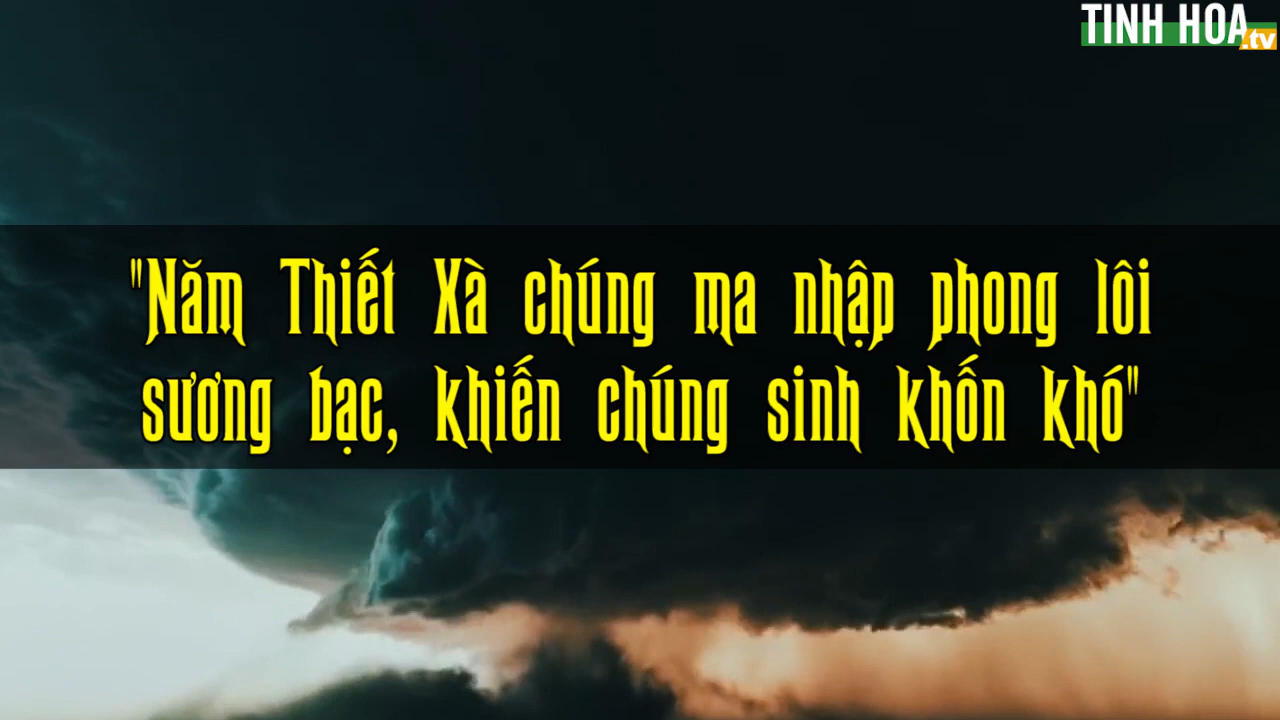 TINH HOA
.tv
"Năm Thiết Xà chúng ma nhập phong lôi
sương bạc, khiến chúng sinh khốn khó"